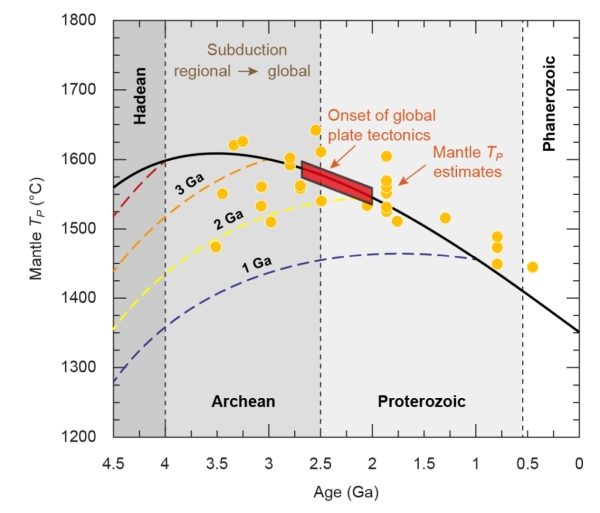 1800
1700
1600
1500
1400
1300
1200
Mantle TP (°C)
4.5
4
3.5
3
2.5
2
1.5
1
0.5
0
Age (Ga)
Hadean
Subduction
regional → global
Archean
Proterozoic
Phanerozoic
Onset of global
plate tectonics
Mantle TP
estimates
3 Ga
2 Ga
1 Ga